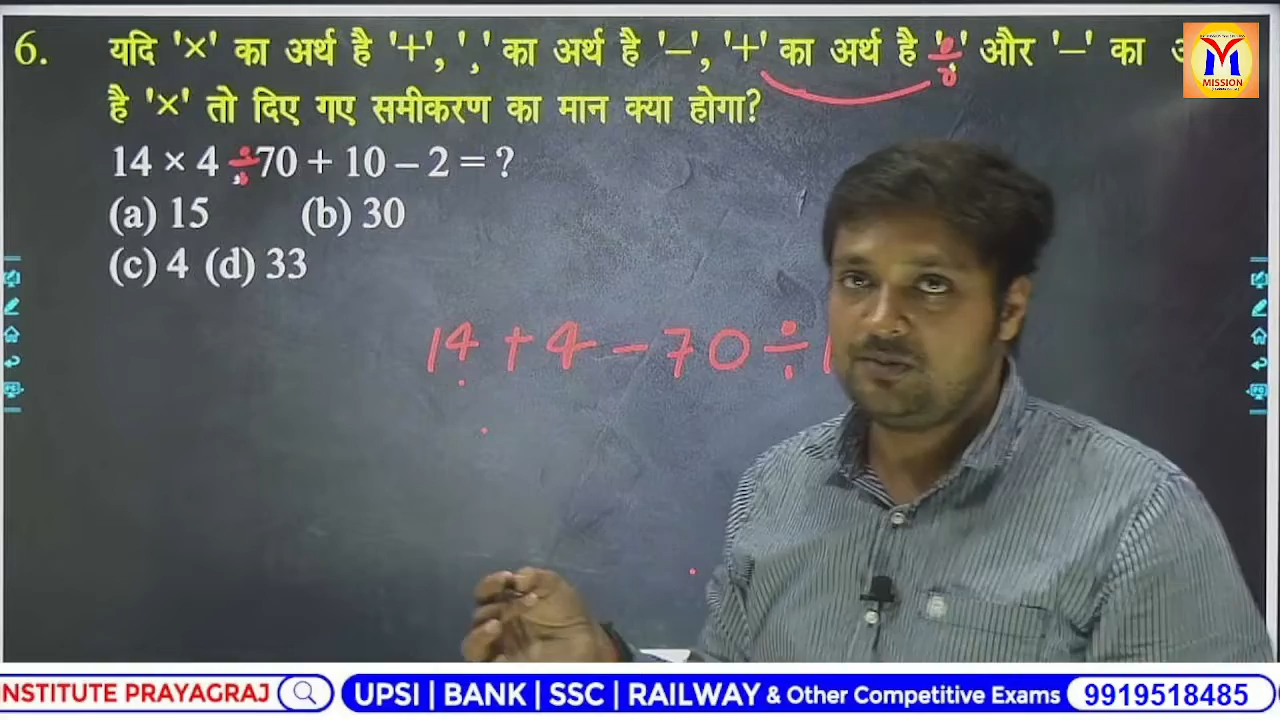 6. यदि '×' का अर्थ है '+', ',' का अर्थ है '−', '+' का अर्थ है '÷' और '−' का
है '×' तो दिए गए समीकरण का मान क्या होगा?
14 × 4 ÷ 70 + 10 – 2 = ?
(a) 15 (b) 30
(c) 4 (d) 33
14 + 4 − 70 ÷ 1
MISSION
NSTITUTE PRAYAGRAJ
UPSI | BANK | SSC | RAILWAY & Other Competitive Exams 9919518485